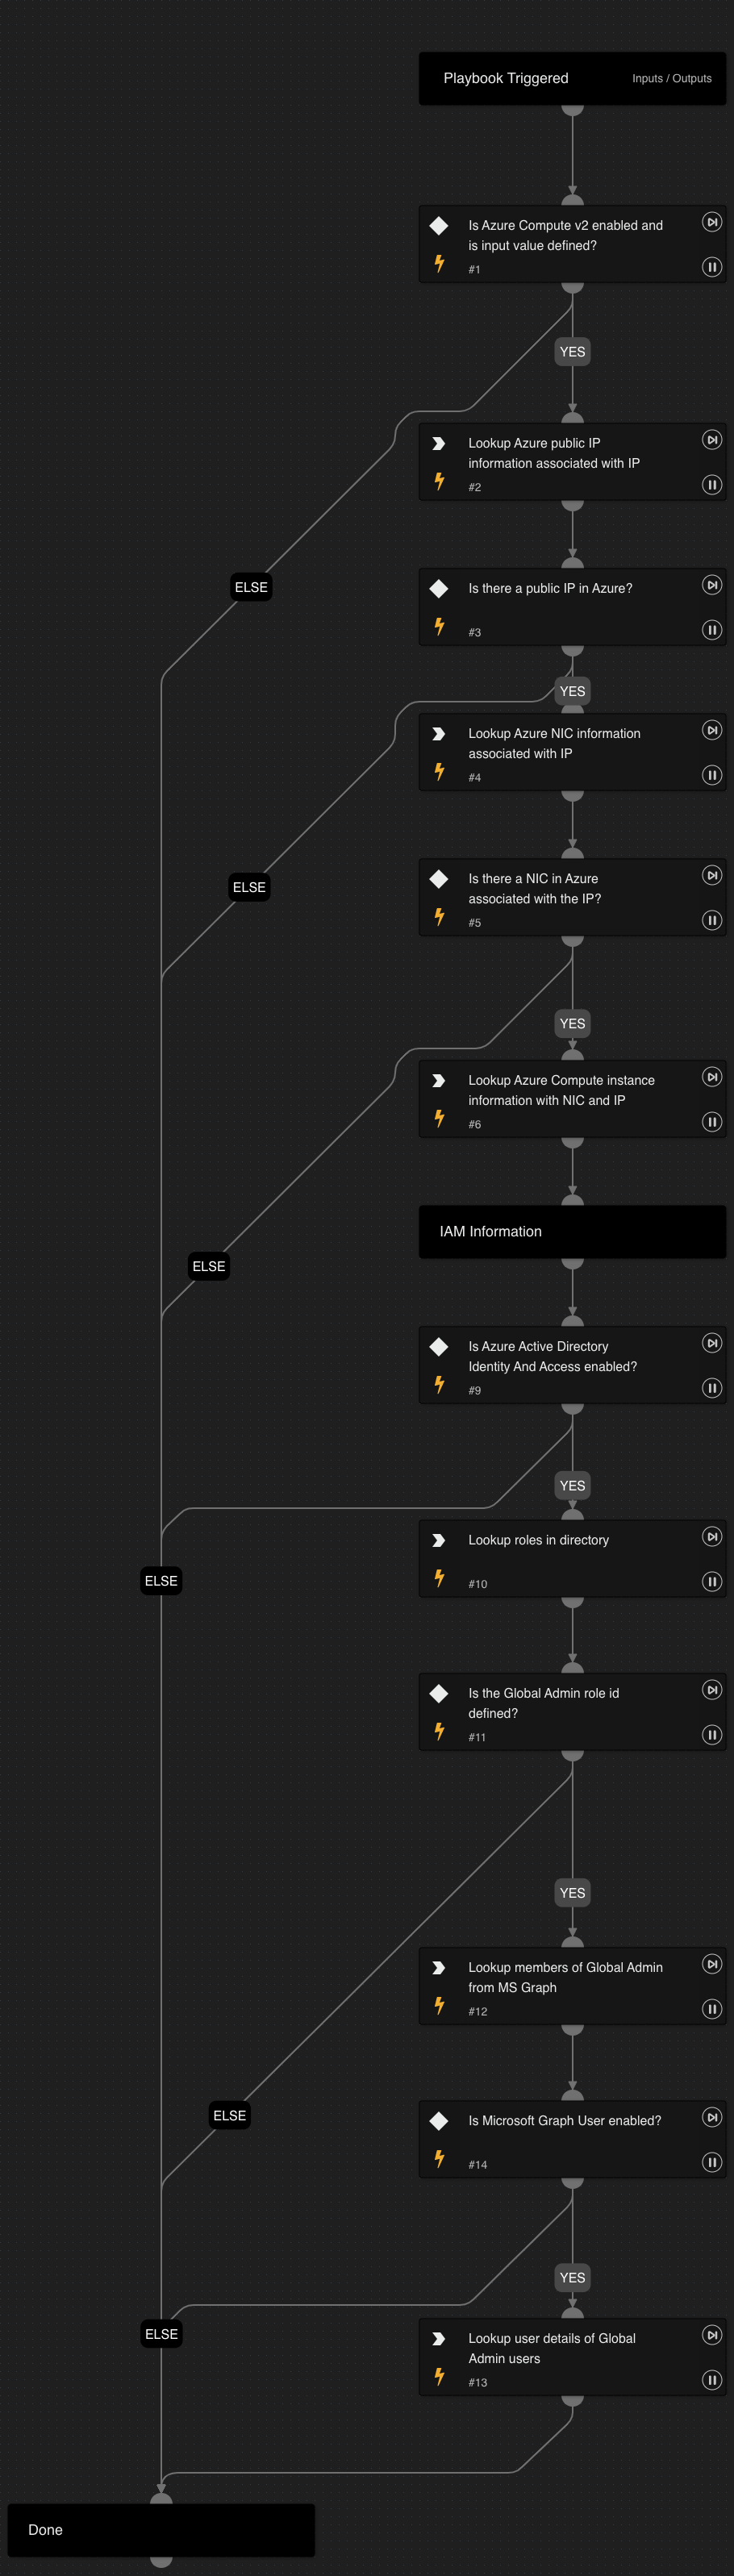 Playbook Triggered
Inputs / Outputs
Is Azure Compute v2 enabled and
is input value defined?
#1
YES
Lookup Azure public IP
information associated with IP
#2
ELSE
Is there a public IP in Azure?
#3
YES
Lookup Azure NIC information
associated with IP
#4
ELSE
Is there a NIC in Azure
associated with the IP?
#5
YES
Lookup Azure Compute instance
information with NIC and IP
#6
IAM Information
ELSE
Is Azure Active Directory
Identity And Access enabled?
#9
YES
Lookup roles in directory
#10
ELSE
Is the Global Admin role id
defined?
#11
YES
Lookup members of Global Admin
from MS Graph
#12
ELSE
Is Microsoft Graph User enabled?
#14
YES
ELSE
Lookup user details of Global
Admin users
#13
Done